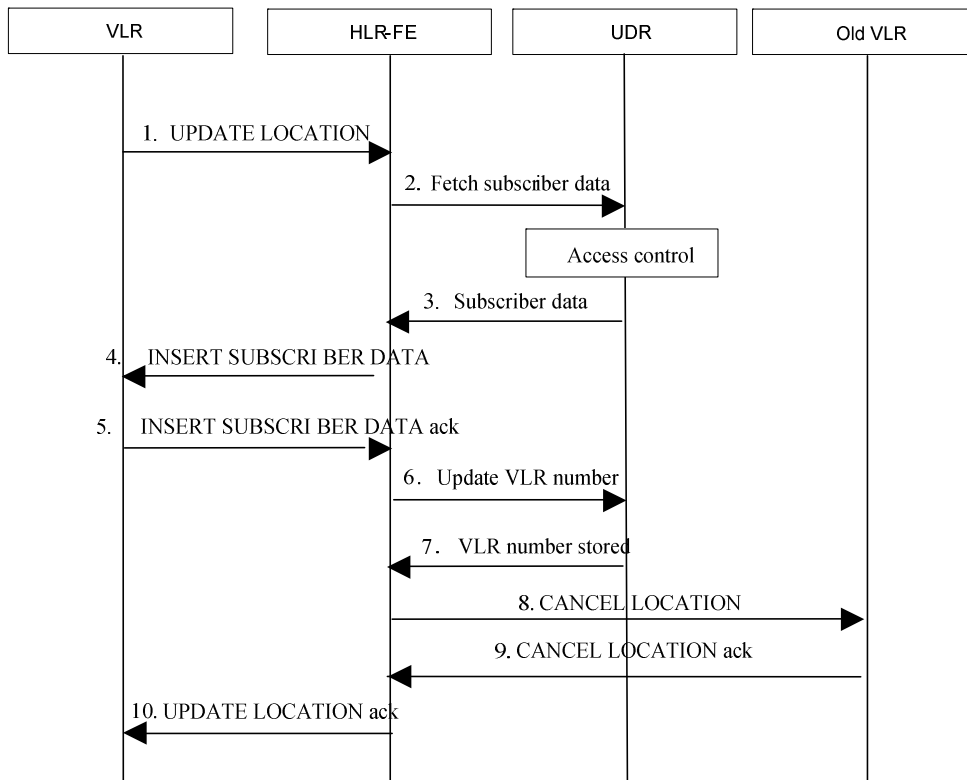 VLR
HLR-FE
UDR
Old VLR
1. UPDATE LOCATION
2. Fetch subscriber data
Access control
3. Subscriber data
4. INSERT SUBSCRI BER DATA
5. INSERT SUBSCRI BER DATA ack
6. Update VLR number
7. VLR number stored
8. CANCEL LOCATION
9. CANCEL LOCATION ack
10. UPDATE LOCATION ack